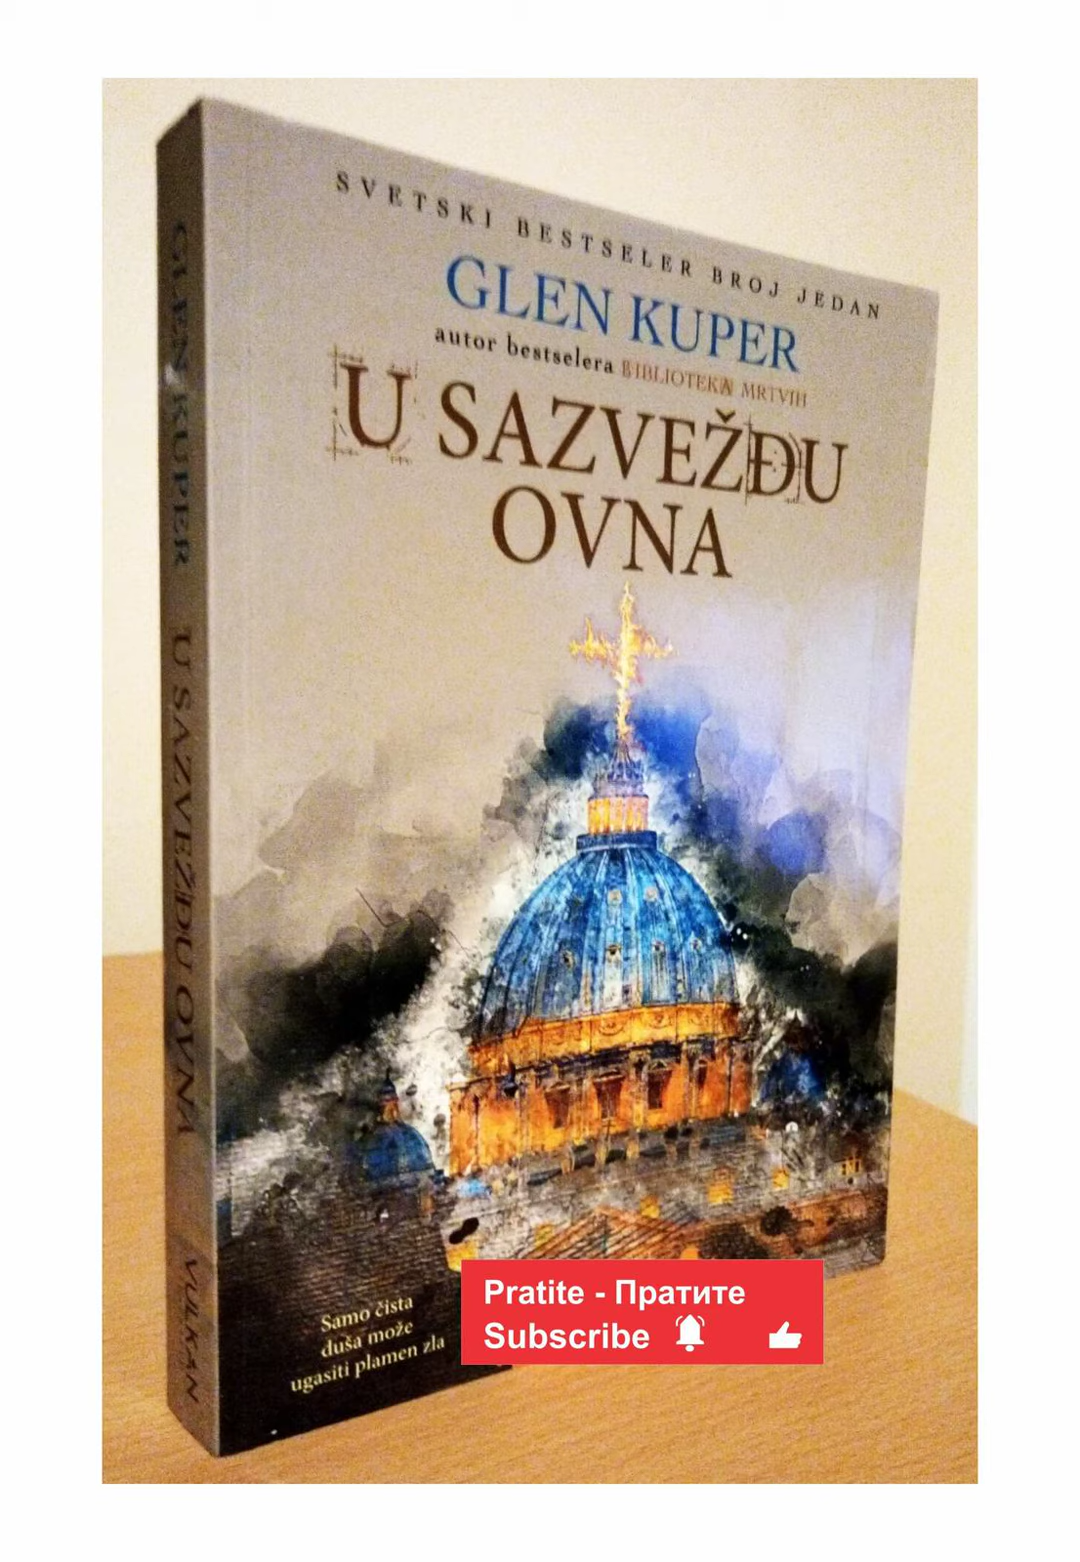 SVETSKI BESTSELER BROJ JEDAN
GLEN KUPER
autor bestselera BIBLIOTEKA MRTVIH
U SAZVEŽĐU
OVNA
Samo čista
duša može
ugasiti plamen zla
GLEN KUPER U SAZVEŽĐU OVNA VULKAN
Pratite - Пратите
Subscribe